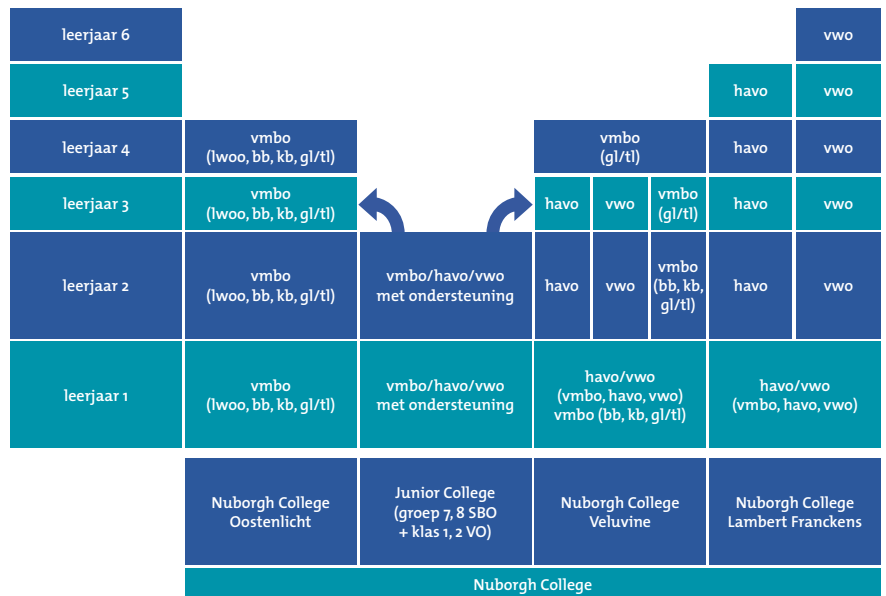 leerjaar 6
vwo
leerjaar 5
havo
vwo
leerjaar 4
vmbo
(lwoo, bb, kb, gl/tl)
vmbo
(gl/tl)
havo
vwo
leerjaar 3
vmbo
(lwoo, bb, kb, gl/tl)
havo
vwo
vmbo
(gl/tl)
havo
vwo
leerjaar 2
vmbo
(lwoo, bb, kb, gl/tl)
vmbo/havo/vwo
met ondersteuning
havo
vwo
vmbo
(bb, kb,
gl/tl)
havo
vwo
leerjaar 1
vmbo
(lwoo, bb, kb, gl/tl)
vmbo/havo/vwo
met ondersteuning
havo/vwo
(vmbo, havo, vwo)
vmbo (bb, kb, gl/tl)
havo/vwo
(vmbo, havo, vwo)
Nuborgh College
Oostenlicht
Junior College
(groep 7, 8 SBO
+ klas 1, 2 VO)
Nuborgh College
Veluvine
Nuborgh College
Lambert Franckens
Nuborgh College